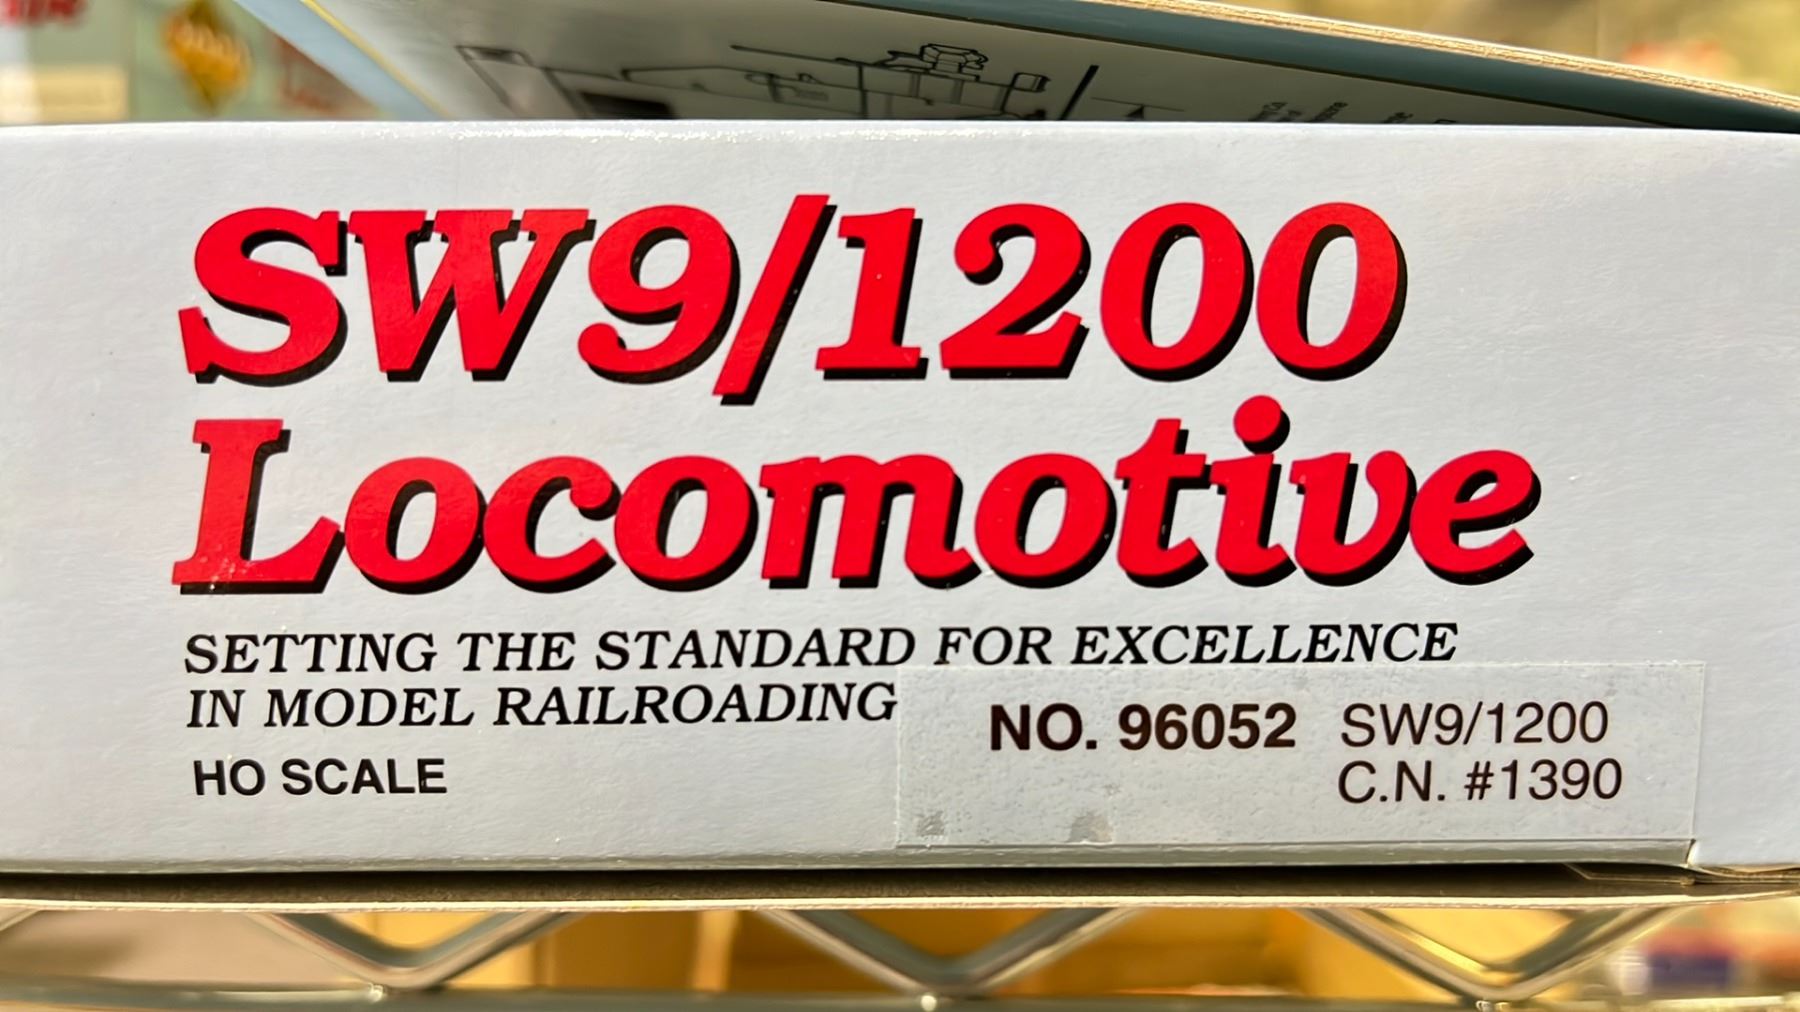 SW9/1200
Locomotive
SETTING THE STANDARD FOR EXCELLENCE
IN MODEL RAILROADING
HO SCALE
NO. 96052 SW9/1200
C.N. #1390